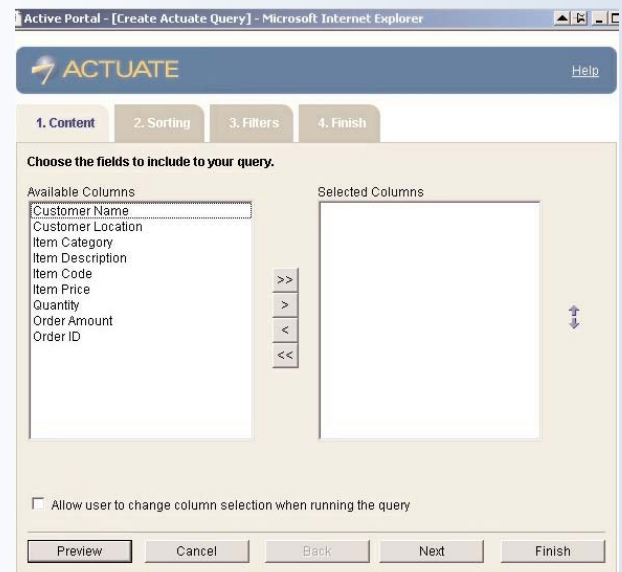 Active Portal - [Create Actuate Query] - Microsoft Internet Explorer
ACTUATE
Help
1. Content
2. Sorting
3. Filters
4. Finish
Choose the fields to include to your query.
Available Columns
Selected Columns
Customer Name
Customer Location
Item Category
Item Description
Item Code
Item Price
Quantity
Order Amount
Order ID
>>
>
<
<<
Allow user to change column selection when running the query
Preview
Cancel
Back
Next
Finish